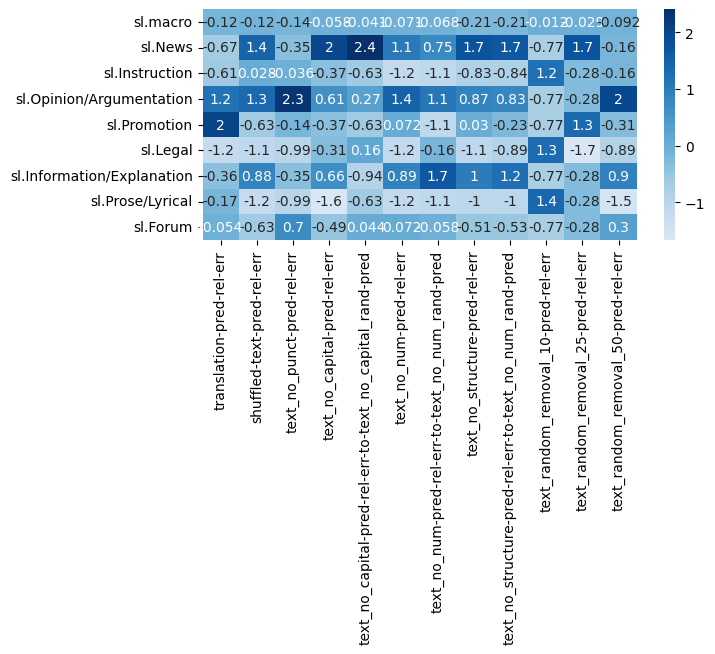 sl.macro -0.12 -0.12 -0.14 -0.058 -0.041 -0.071 -0.068 -0.21 -0.21 -0.012 -0.029 -0.092
sl.News -0.67 1.4 -0.35 2 2.4 1.1 0.75 1.7 1.7 -0.77 1.7 -0.16
sl.Instruction -0.61 0.028 -0.036 -0.37 -0.63 -1.2 -1.1 -0.83 -0.84 1.2 -0.28 -0.16
sl.Opinion/Argumentation 1.2 1.3 2.3 0.61 0.27 1.4 1.1 0.87 0.83 -0.77 -0.28 2
sl.Promotion 2 -0.63 -0.14 -0.37 -0.63 0.072 -1.1 0.03 -0.23 -0.77 1.3 -0.31
sl.Legal -1.2 -1.1 -0.99 -0.31 0.16 -1.2 -0.16 -1.1 -0.89 1.3 -1.7 -0.89
sl.Information/Explanation -0.36 0.88 -0.35 0.66 -0.94 0.89 1.7 1 1.2 -0.77 -0.28 0.9
sl.Prose/Lyrical -0.17 -1.2 -0.99 -1.6 -0.63 -1.2 -1.1 -1 -1 1.4 -0.28 -1.5
sl.Forum -0.054 -0.63 0.7 -0.49 0.044 0.072 -0.058 -0.51 -0.53 -0.77 -0.28 0.3
translation-pred-rel-err
shuffled-text-pred-rel-err
text_no_punct-pred-rel-err
text_no_capital-pred-rel-err
text_no_capital-pred-rel-err-to-text_no_capital_rand-pred
text_no_num-pred-rel-err
text_no_num-pred-rel-err-to-text_no_num_rand-pred
text_no_structure-pred-rel-err
text_no_structure-pred-rel-err-to-text_no_num_rand-pred
text_random_removal_10-pred-rel-err
text_random_removal_25-pred-rel-err
text_random_removal_50-pred-rel-err
2
1
0
−1